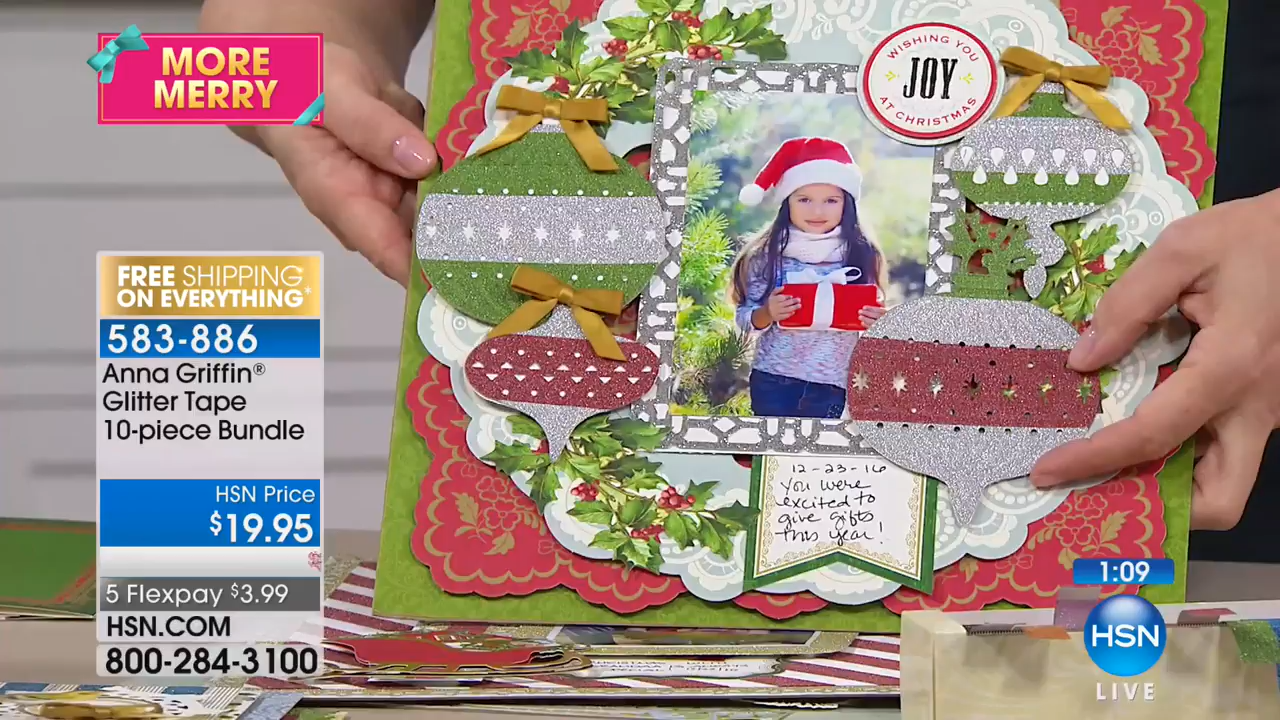 MORE
MERRY
WISHING YOU
JOY
AT CHRISTMAS
FREE SHIPPING
ON EVERYTHING*
583-886
Anna Griffin®
Glitter Tape
10-piece Bundle
HSN Price
$19.95
5 Flexpay $3.99
HSN.COM
800-284-3100
12-23-16
you were
excited to
give gifts
this year!
1:09
HSN
LIVE